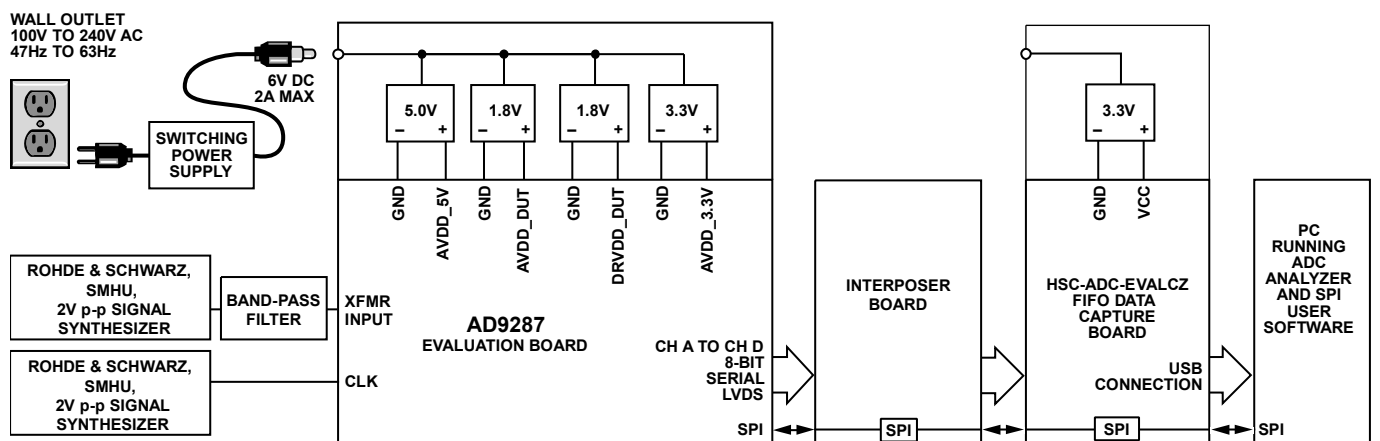 WALL OUTLET
100V TO 240V AC
47Hz TO 63Hz
6V DC
2A MAX
SWITCHING
POWER
SUPPLY
5.0V
– +
1.8V
– +
1.8V
– +
3.3V
– +
3.3V
– +
GND
AVDD_5V
GND
AVDD_DUT
GND
DRVDD_DUT
GND
AVDD_3.3V
GND
VCC
ROHDE & SCHWARZ,
SMHU,
2V p-p SIGNAL
SYNTHESIZER
BAND-PASS
FILTER
XFMR
INPUT
AD9287
EVALUATION BOARD
ROHDE & SCHWARZ,
SMHU,
2V p-p SIGNAL
SYNTHESIZER
CLK
CH A TO CH D
8-BIT
SERIAL
LVDS
SPI
INTERPOSER
BOARD
SPI
HSC-ADC-EVALCZ
FIFO DATA
CAPTURE
BOARD
USB
CONNECTION
SPI
PC
RUNNING
ADC
ANALYZER
AND SPI
USER
SOFTWARE
SPI